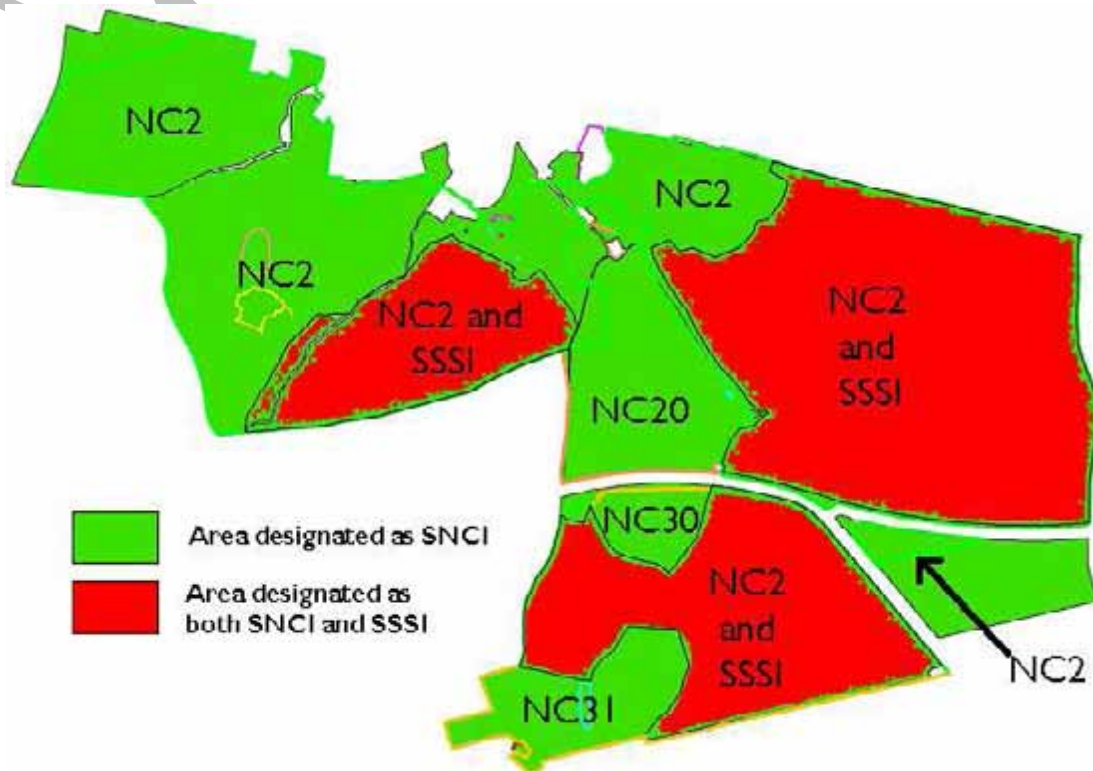 NC2
NC2
NC2
NC2 and
SSSI
NC2
and
SSSI
NC20
NC30
Area designated as SNCI
Area designated as
both SNCI and SSSI
NC2
and
SSSI
NC2
NC31